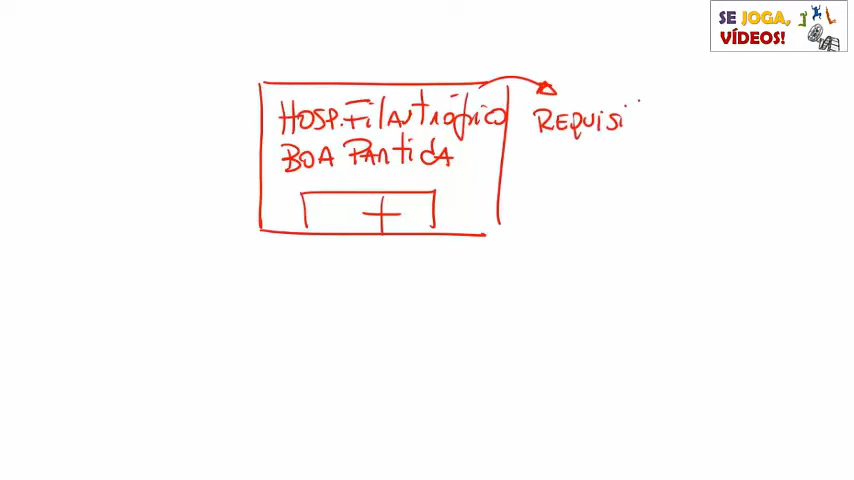 SE JOGA,
VÍDEOS!
HOSP. FilAntrópico
BOA PARtidA
REQUISI